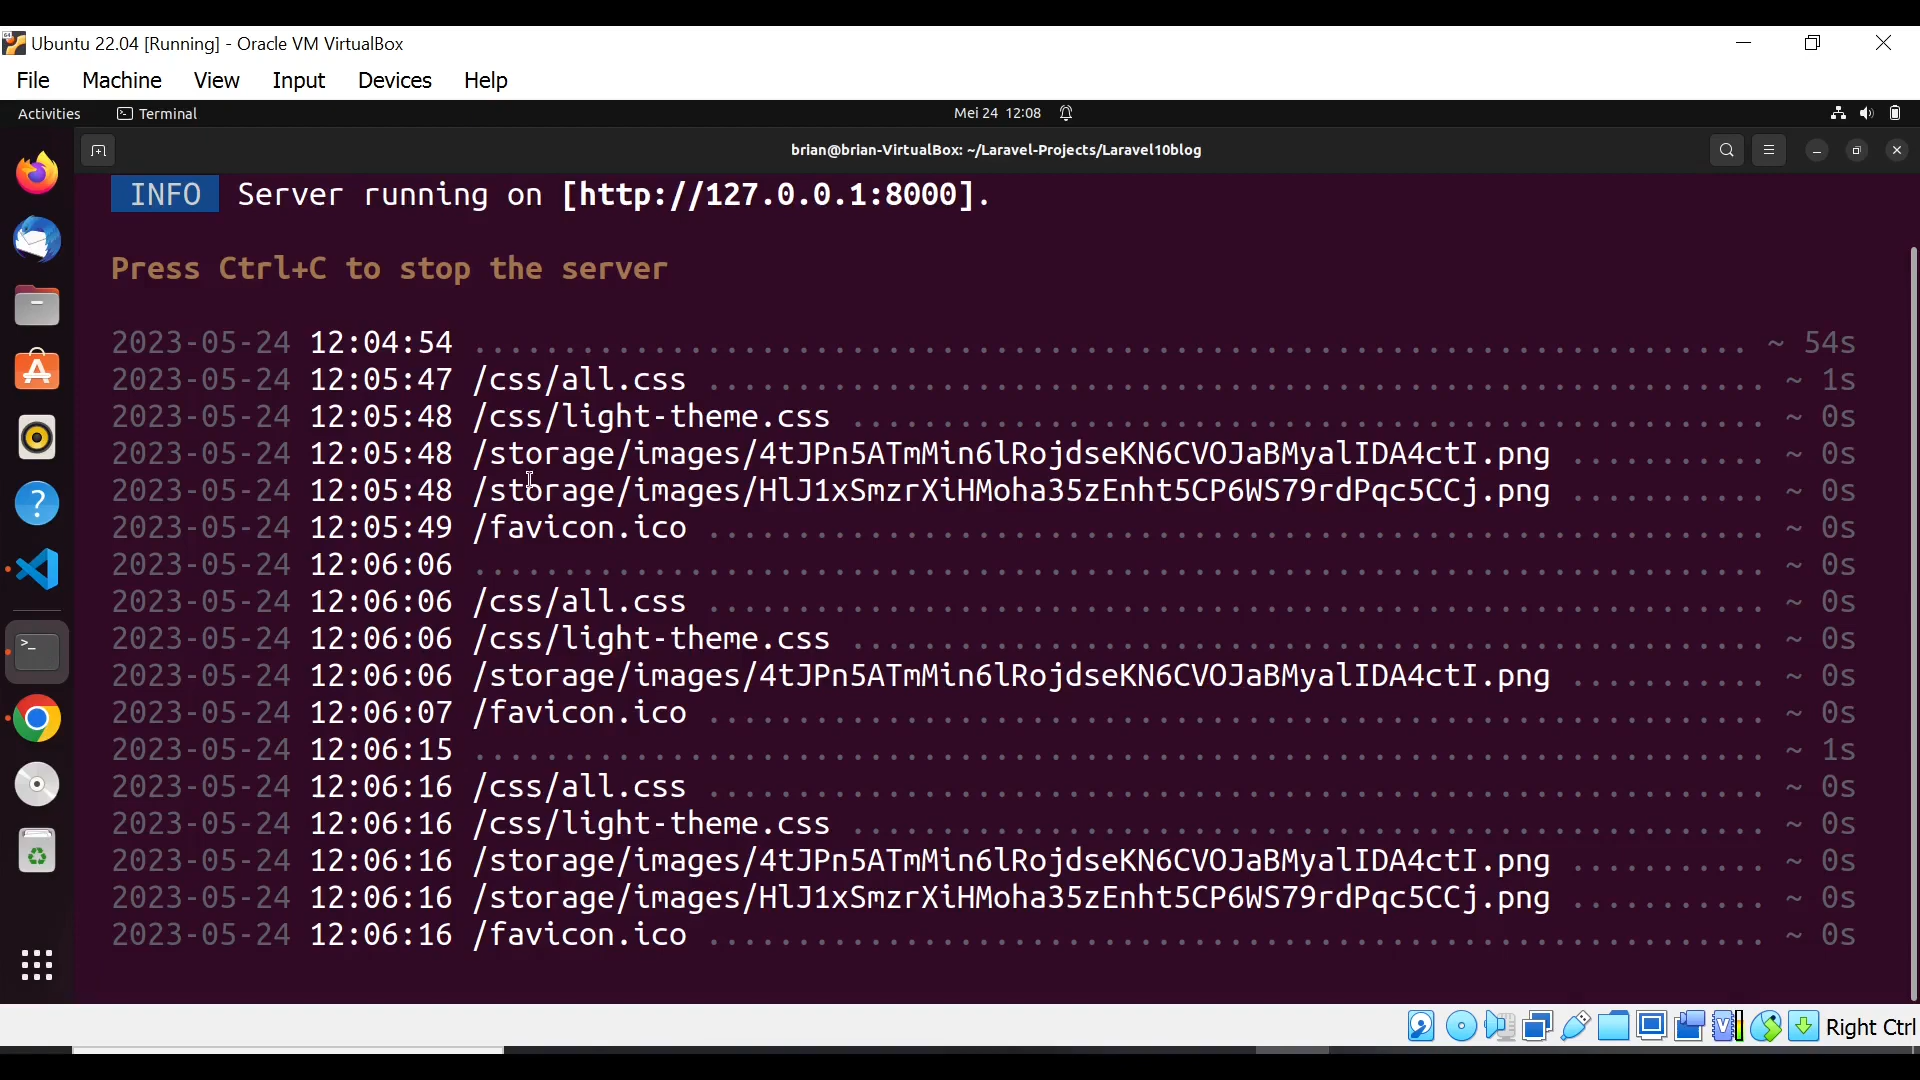 Ubuntu 22.04 [Running] - Oracle VM VirtualBox
File Machine View Input Devices Help
Activities Terminal Mei 24 12:08
brian@brian-VirtualBox: ~/Laravel-Projects/Laravel10blog
INFO Server running on [http://127.0.0.1:8000].
Press Ctrl+C to stop the server
2023-05-24 12:04:54 ........................................................................ ~ 54s
2023-05-24 12:05:47 /css/all.css ........................................................... ~ 1s
2023-05-24 12:05:48 /css/light-theme.css ................................................... ~ 0s
2023-05-24 12:05:48 /storage/images/4tJPn5ATmMin6lRojdseKN6CVOJaBMyalIDA4ctI.png ........... ~ 0s
2023-05-24 12:05:48 /storage/images/HlJ1xSmzrXiHMoha35zEnht5CP6WS79rdPqc5CCj.png ........... ~ 0s
2023-05-24 12:05:49 /favicon.ico ........................................................... ~ 0s
2023-05-24 12:06:06 ........................................................................ ~ 0s
2023-05-24 12:06:06 /css/all.css ........................................................... ~ 0s
2023-05-24 12:06:06 /css/light-theme.css ................................................... ~ 0s
2023-05-24 12:06:06 /storage/images/4tJPn5ATmMin6lRojdseKN6CVOJaBMyalIDA4ctI.png ........... ~ 0s
2023-05-24 12:06:07 /favicon.ico ........................................................... ~ 0s
2023-05-24 12:06:15 ........................................................................ ~ 1s
2023-05-24 12:06:16 /css/all.css ........................................................... ~ 0s
2023-05-24 12:06:16 /css/light-theme.css ................................................... ~ 0s
2023-05-24 12:06:16 /storage/images/4tJPn5ATmMin6lRojdseKN6CVOJaBMyalIDA4ctI.png ........... ~ 0s
2023-05-24 12:06:16 /storage/images/HlJ1xSmzrXiHMoha35zEnht5CP6WS79rdPqc5CCj.png ........... ~ 0s
2023-05-24 12:06:16 /favicon.ico ........................................................... ~ 0s
Right Ctrl